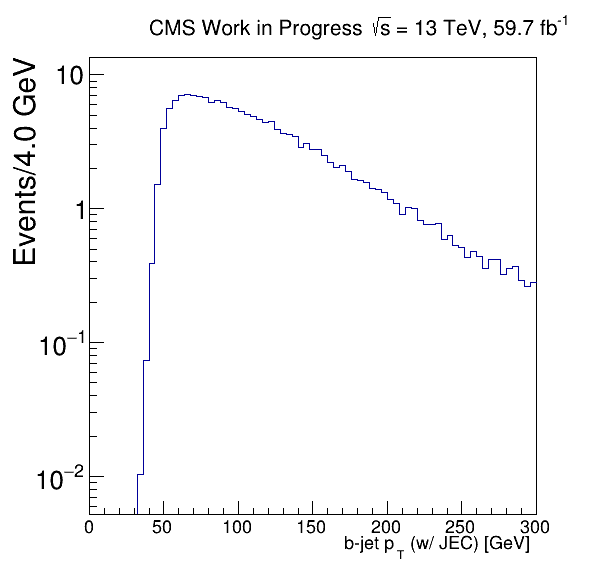 CMS Work in Progress √s = 13 TeV, 59.7 fb⁻¹
Events/4.0 GeV
10
1
10⁻¹
10⁻²
0 50 100 150 200 250 300
b-jet p_T (w/ JEC) [GeV]